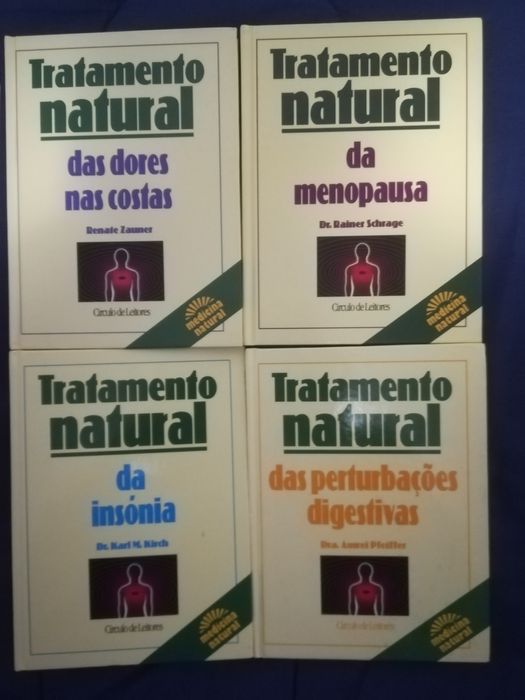 Tratamento
natural
das dores
nas costas
Renate Zauner
Círculo de Leitores
medicina
natural
Tratamento
natural
da
menopausa
Dr. Rainer Schrage
Círculo de Leitores
medicina
natural
Tratamento
natural
da
insónia
Dr. Karl M. Kirch
Círculo de Leitores
medicina
natural
Tratamento
natural
das perturbações
digestivas
Dra. Anurei Pfeiffer
Círculo de Leitores
medicina
natural